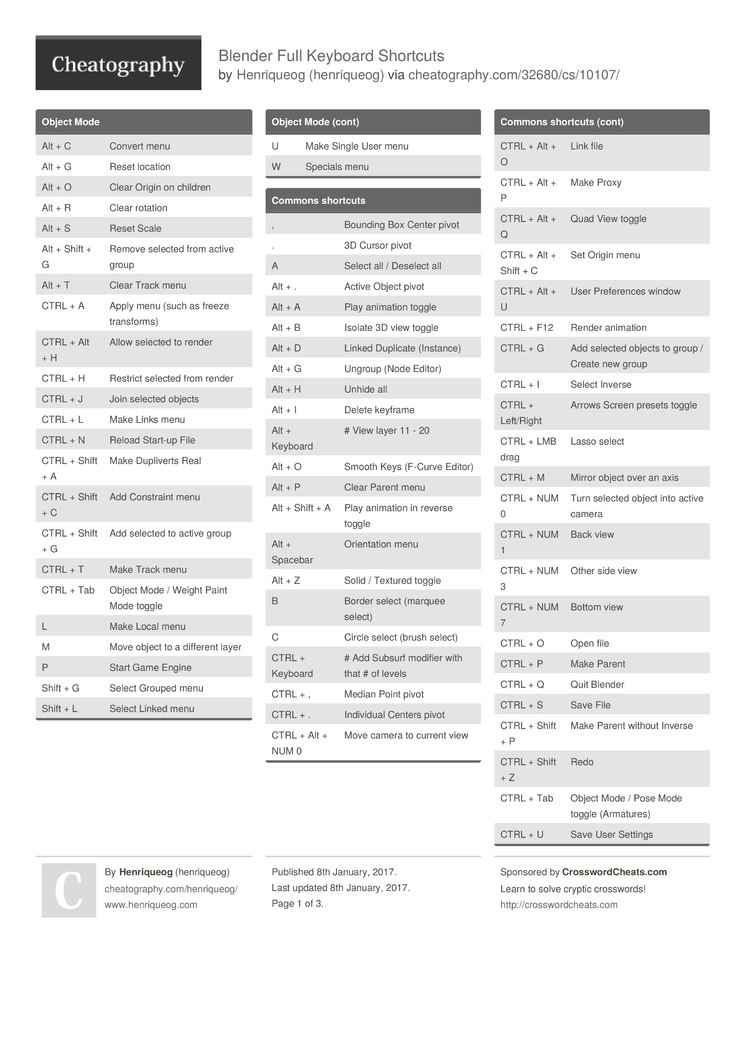 Cheatography
Blender Full Keyboard Shortcuts
by Henriqueog (henriqueog) via cheatography.com/32680/cs/10107/
Object Mode
Alt + C Convert menu
Alt + G Reset location
Alt + O Clear Origin on children
Alt + R Clear rotation
Alt + S Reset Scale
Alt + Shift + Remove selected from active
G group
Alt + T Clear Track menu
CTRL + A Apply menu (such as freeze
transforms)
CTRL + Alt Allow selected to render
+ H
CTRL + H Restrict selected from render
CTRL + J Join selected objects
CTRL + L Make Links menu
CTRL + N Reload Start-up File
CTRL + Shift Make Dupliverts Real
+ A
CTRL + Shift Add Constraint menu
+ C
CTRL + Shift Add selected to active group
+ G
CTRL + T Make Track menu
CTRL + Tab Object Mode / Weight Paint
Mode toggle
L Make Local menu
M Move object to a different layer
P Start Game Engine
Shift + G Select Grouped menu
Shift + L Select Linked menu
Object Mode (cont)
U Make Single User menu
W Specials menu
Commons shortcuts
, Bounding Box Center pivot
. 3D Cursor pivot
A Select all / Deselect all
Alt + . Active Object pivot
Alt + A Play animation toggle
Alt + B Isolate 3D view toggle
Alt + D Linked Duplicate (Instance)
Alt + G Ungroup (Node Editor)
Alt + H Unhide all
Alt + I Delete keyframe
Alt + # View layer 11 - 20
Keyboard
Alt + O Smooth Keys (F-Curve Editor)
Alt + P Clear Parent menu
Alt + Shift + A Play animation in reverse
toggle
Alt + Orientation menu
Spacebar
Alt + Z Solid / Textured toggle
B Border select (marquee
select)
C Circle select (brush select)
CTRL + # Add Subsurf modifier with
Keyboard that # of levels
CTRL + , Median Point pivot
CTRL + . Individual Centers pivot
CTRL + Alt + Move camera to current view
NUM 0
Commons shortcuts (cont)
CTRL + Alt + Link file
O
CTRL + Alt + Make Proxy
P
CTRL + Alt + Quad View toggle
Q
CTRL + Alt + Set Origin menu
Shift + C
CTRL + Alt + User Preferences window
U
CTRL + F12 Render animation
CTRL + G Add selected objects to group /
Create new group
CTRL + I Select Inverse
CTRL + Arrows Screen presets toggle
Left/Right
CTRL + LMB Lasso select
drag
CTRL + M Mirror object over an axis
CTRL + NUM Turn selected object into active
0 camera
CTRL + NUM Back view
1
CTRL + NUM Other side view
3
CTRL + NUM Bottom view
7
CTRL + O Open file
CTRL + P Make Parent
CTRL + Q Quit Blender
CTRL + S Save File
CTRL + Shift Make Parent without Inverse
+ P
CTRL + Shift Redo
+ Z
CTRL + Tab Object Mode / Pose Mode
toggle (Armatures)
CTRL + U Save User Settings
C
By Henriqueog (henriqueog)
cheatography.com/henriqueog/
www.henriqueog.com
Published 8th January, 2017.
Last updated 8th January, 2017.
Page 1 of 3.
Sponsored by CrosswordCheats.com
Learn to solve cryptic crosswords!
http://crosswordcheats.com